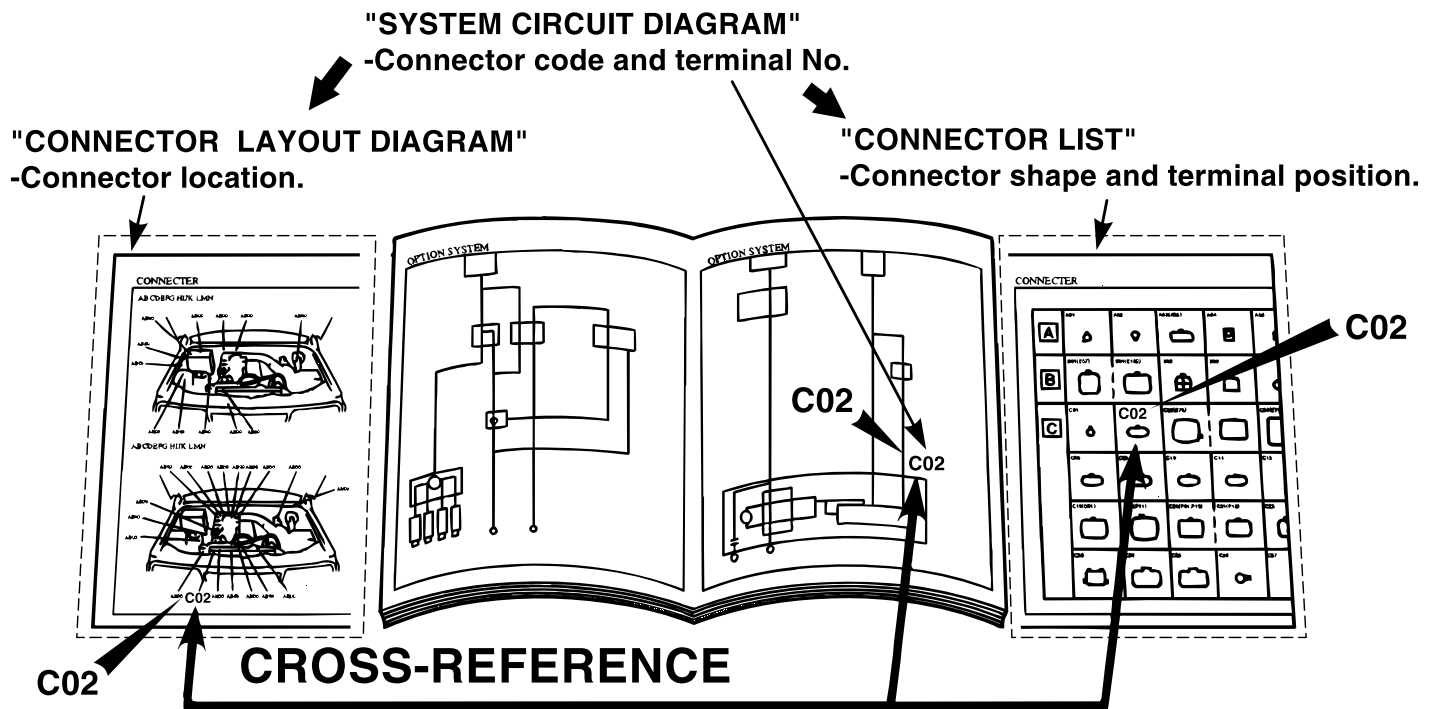 "SYSTEM CIRCUIT DIAGRAM"
-Connector code and terminal No.
"CONNECTOR LAYOUT DIAGRAM"
-Connector location.
"CONNECTOR LIST"
-Connector shape and terminal position.
CONNECTER
OPTION SYSTEM
OPTION SYSTEM
CONNECTER
A
B
C
C02
C02
C02
C02
C02
C02
CROSS-REFERENCE